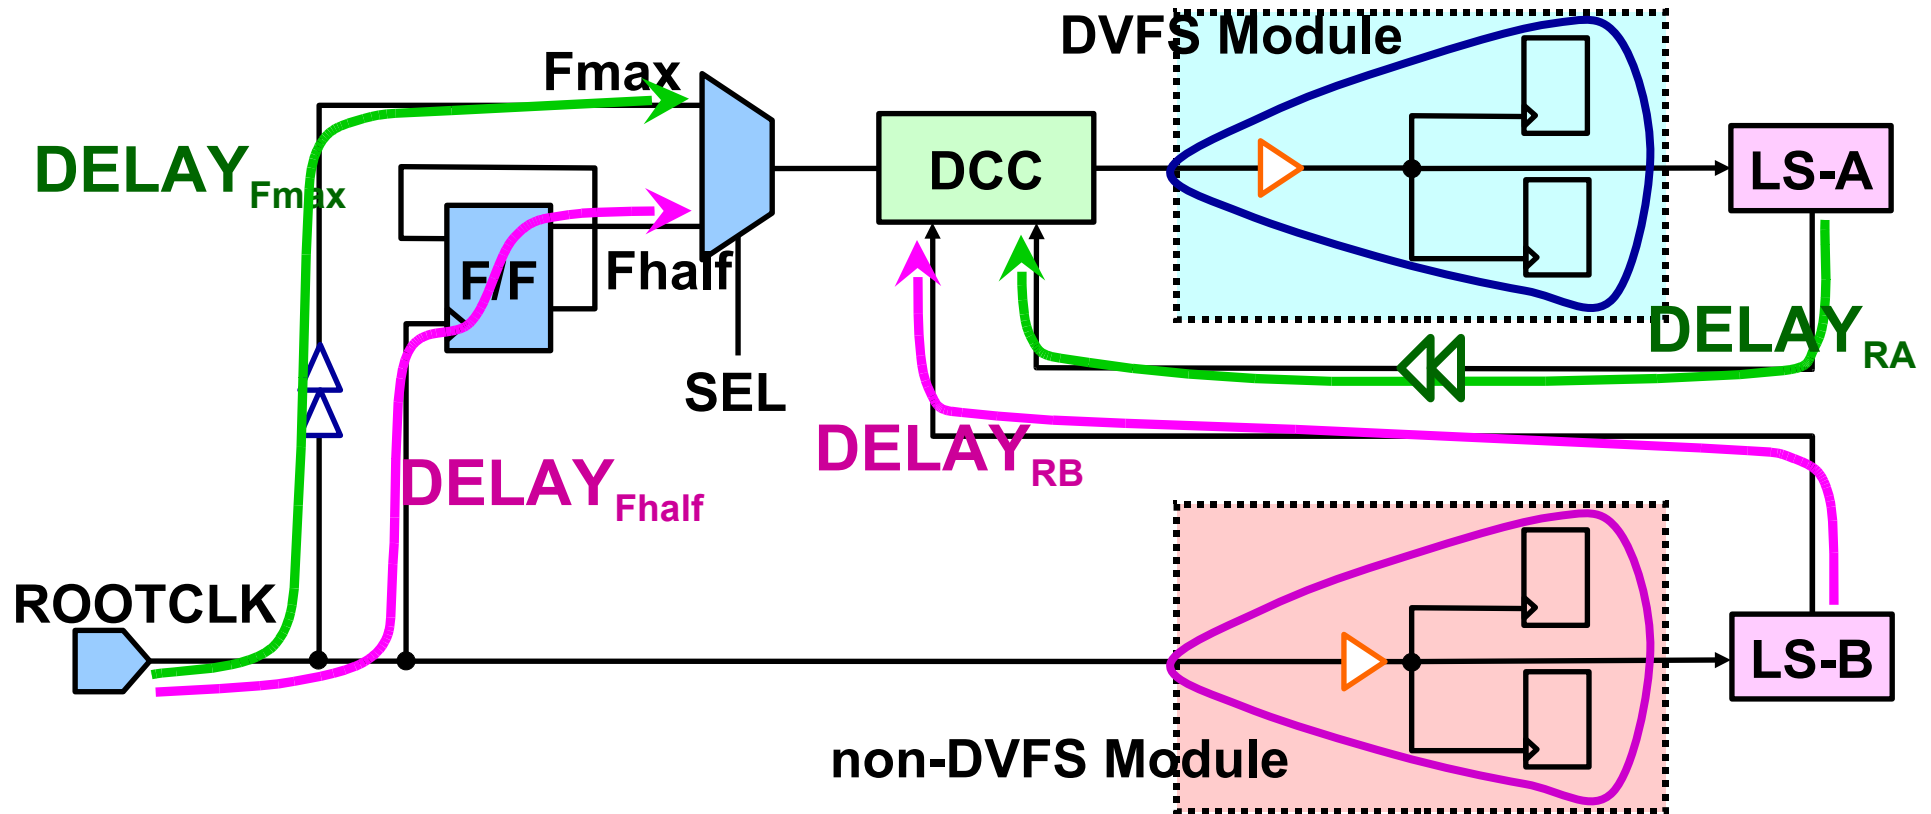 DVFS Module
Fmax
DELAYFmax
DCC
LS-A
F/F
Fhalf
DELAYRA
SEL
DELAYRB
DELAYFhalf
ROOTCLK
LS-B
non-DVFS Module